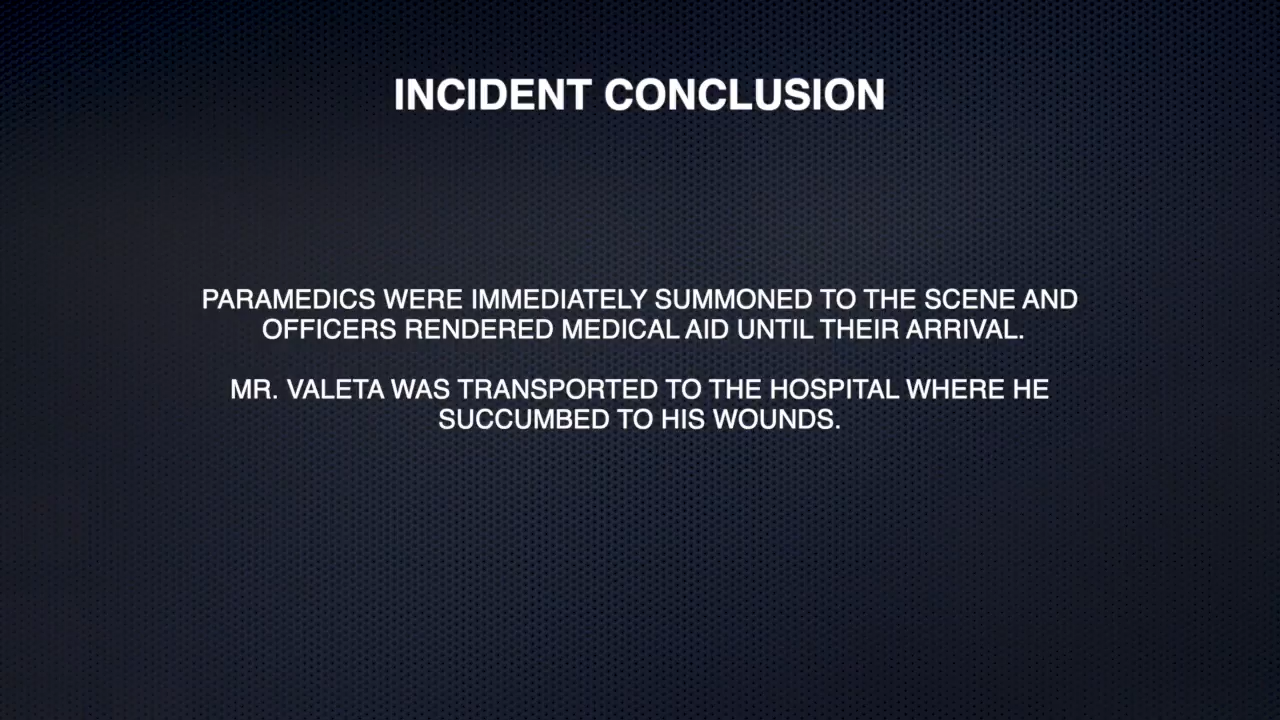 INCIDENT CONCLUSION
PARAMEDICS WERE IMMEDIATELY SUMMONED TO THE SCENE AND
OFFICERS RENDERED MEDICAL AID UNTIL THEIR ARRIVAL.
MR. VALETA WAS TRANSPORTED TO THE HOSPITAL WHERE HE
SUCCUMBED TO HIS WOUNDS.